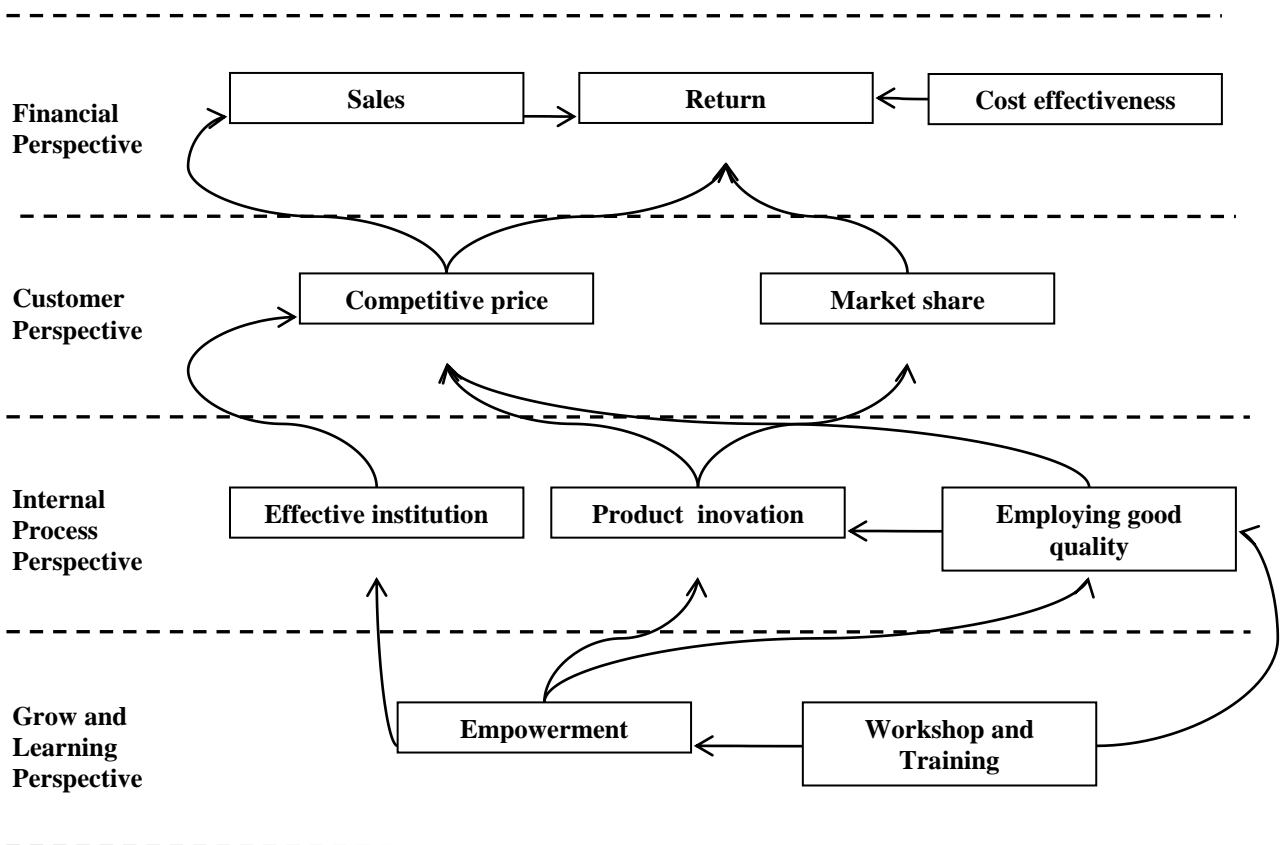 Financial
Perspective
Sales
Return
Cost effectiveness
Customer
Perspective
Competitive price
Market share
Internal
Process
Perspective
Effective institution
Product  inovation
Employing good
quality
Grow and
Learning
Perspective
Empowerment
Workshop and
Training